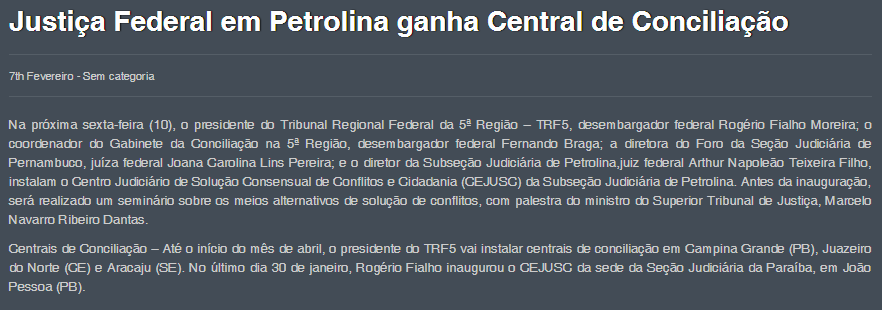 Justiça Federal em Petrolina ganha Central de Conciliação
7th Fevereiro - Sem categoria
Na próxima sexta-feira (10), o presidente do Tribunal Regional Federal da 5ª Região – TRF5, desembargador federal Rogério Fialho Moreira; o
coordenador do Gabinete da Conciliação na 5ª Região, desembargador federal Fernando Braga; a diretora do Foro da Seção Judiciária de
Pernambuco, juíza federal Joana Carolina Lins Pereira; e o diretor da Subseção Judiciária de Petrolina,juiz federal Arthur Napoleão Teixeira Filho,
instalam o Centro Judiciário de Solução Consensual de Conflitos e Cidadania (CEJUSC) da Subseção Judiciária de Petrolina. Antes da inauguração,
será realizado um seminário sobre os meios alternativos de solução de conflitos, com palestra do ministro do Superior Tribunal de Justiça, Marcelo
Navarro Ribeiro Dantas.
Centrais de Conciliação – Até o início do mês de abril, o presidente do TRF5 vai instalar centrais de conciliação em Campina Grande (PB), Juazeiro
do Norte (CE) e Aracaju (SE). No último dia 30 de janeiro, Rogério Fialho inaugurou o CEJUSC da sede da Seção Judiciária da Paraíba, em João
Pessoa (PB).